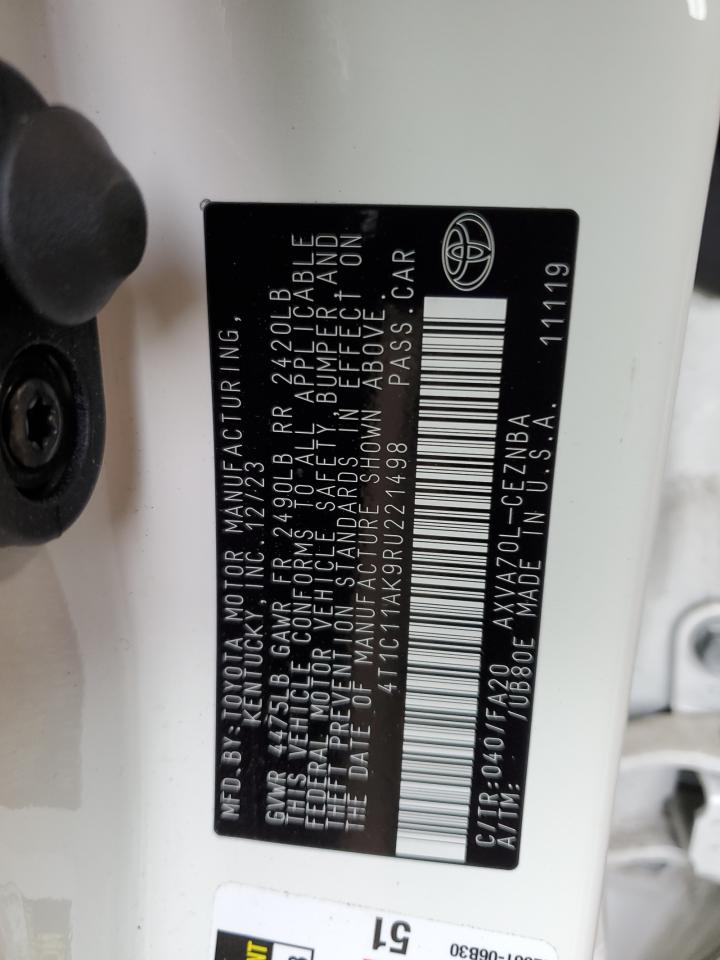 MFD. BY: TOYOTA MOTOR MANUFACTURING,
KENTUCKY, INC. 12/23
GVWR 4475LB GAWR FR 2490LB RR 2420LB
THIS VEHICLE CONFORMS TO ALL APPLICABLE
FEDERAL MOTOR VEHICLE SAFETY, BUMPER, AND
THEFT PREVENTION STANDARDS IN EFFECT ON
THE DATE OF MANUFACTURE SHOWN ABOVE.
4T1C11AK9RU221498 PASS. CAR
C/TR: 040/FA20 AXVA70L-CEZNBA
A/TM: /UB80E MADE IN U.S.A. 11119
51